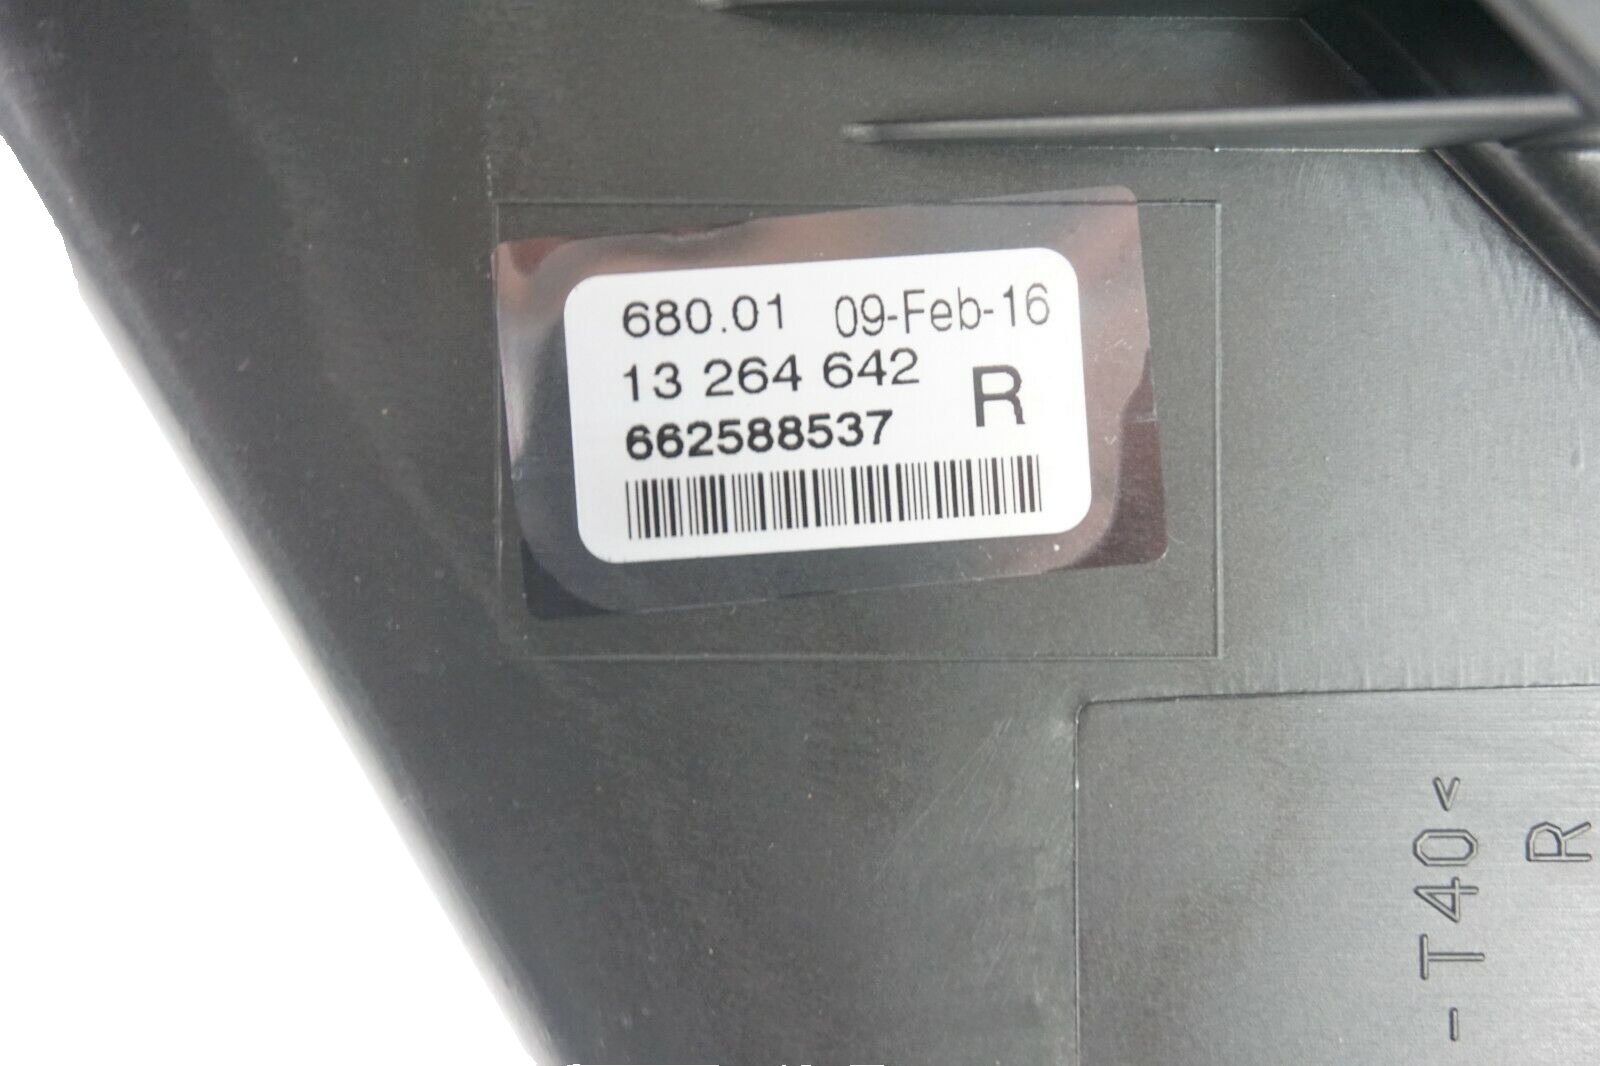 680.01 09-Feb-16
13 264 642 R
662588537
-T40<
R